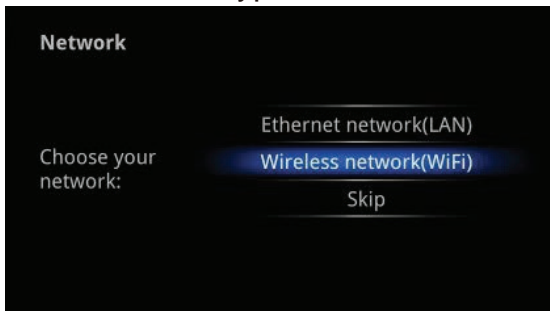 Network
Ethernet network(LAN)
Choose your
network:
Wireless network(WiFi)
Skip